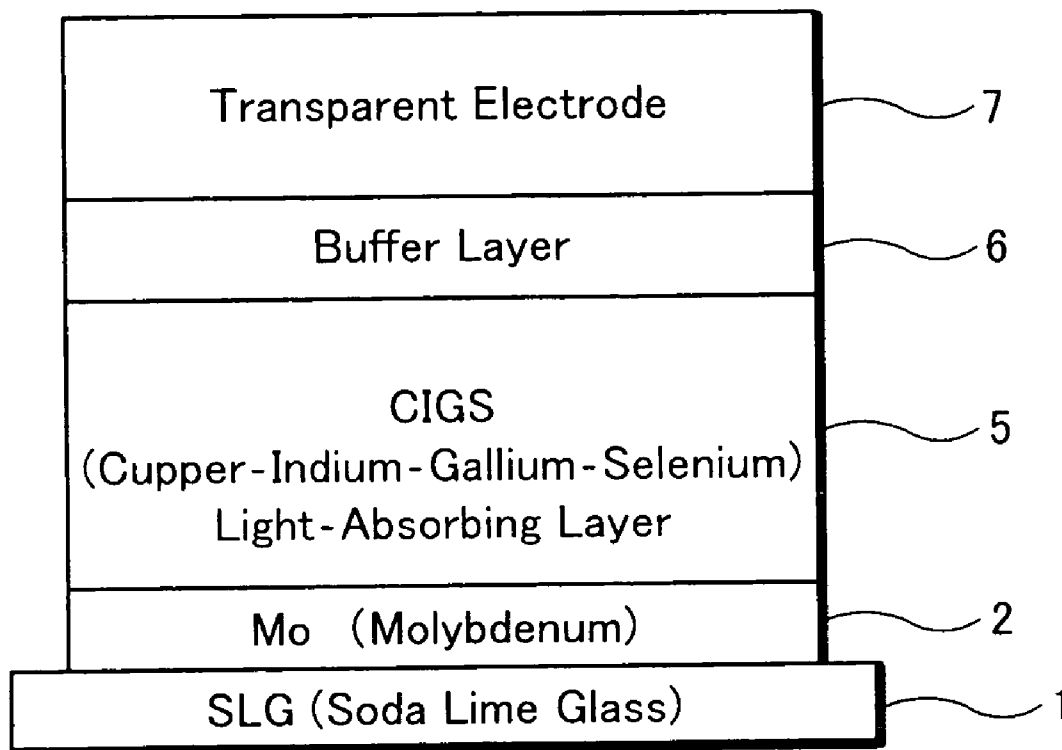 Transparent Electrode
7
Buffer Layer
6
CIGS
(Cupper-Indium-Gallium-Selenium)
Light-Absorbing Layer
5
Mo (Molybdenum)
2
SLG (Soda Lime Glass)
1